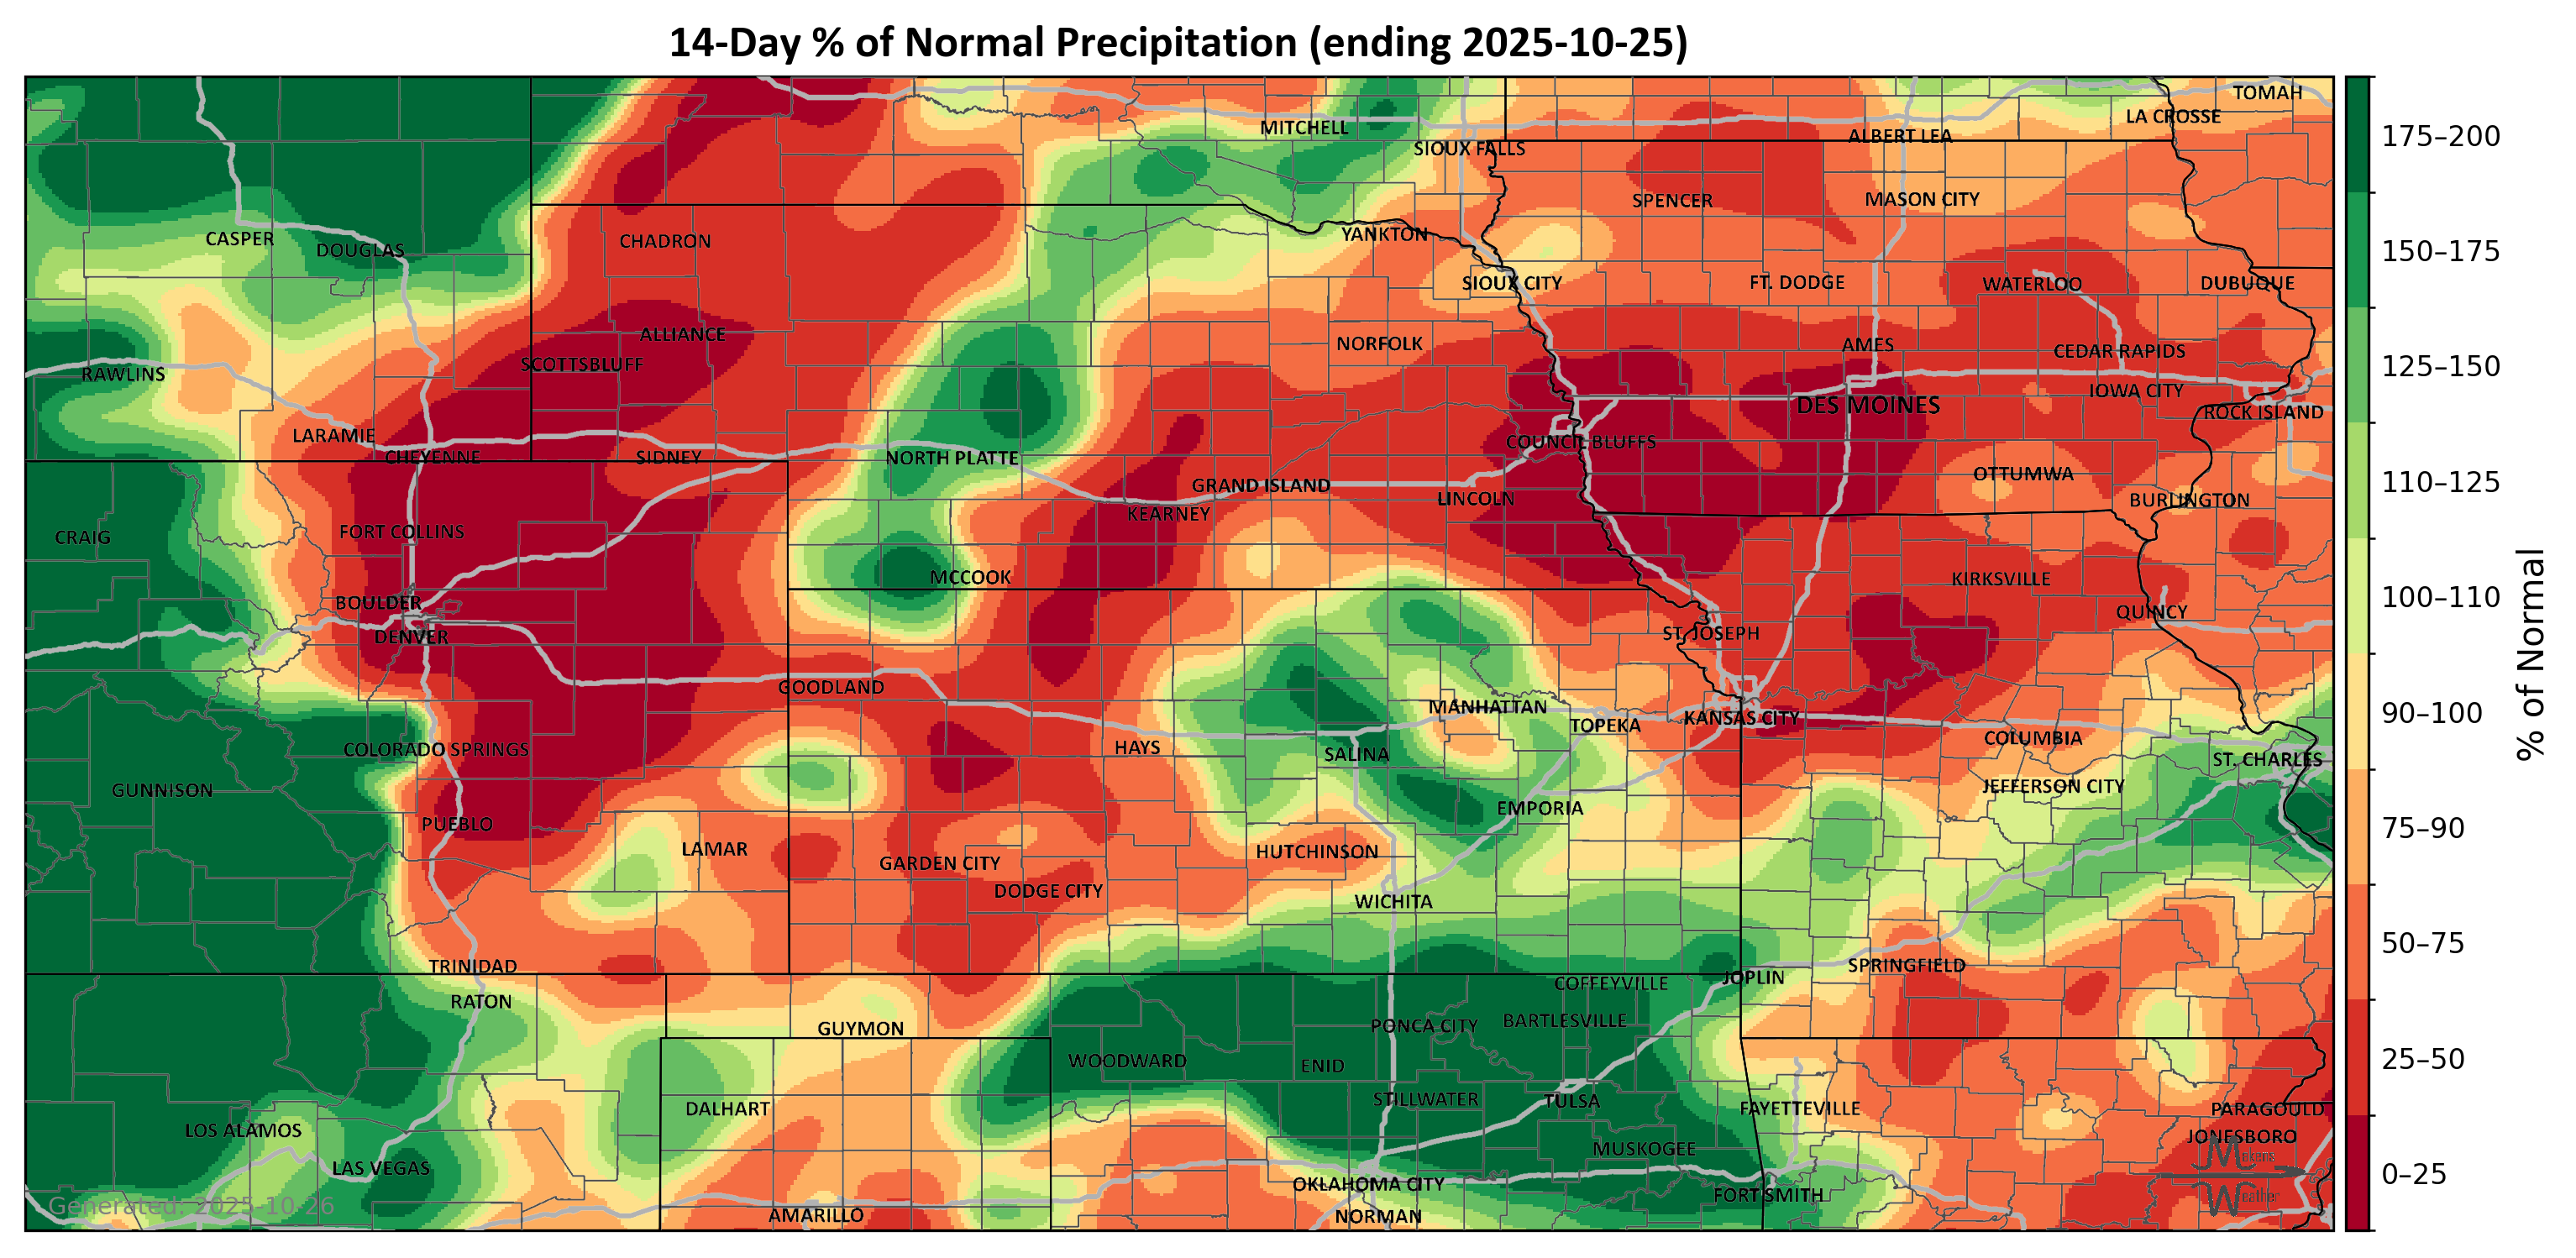 14-Day % of Normal Precipitation (ending 2025-10-25)
TOMAH
LA CROSSE
MITCHELL
ALBERT LEA
SIOUX FALLS
SPENCER
MASON CITY
CASPER
DOUGLAS
CHADRON
YANKTON
SIOUX CITY
FT. DODGE
WATERLOO
DUBUQUE
ALLIANCE
NORFOLK
AMES
CEDAR RAPIDS
SCOTTSBLUFF
RAWLINS
IOWA CITY
DES MOINES
ROCK ISLAND
LARAMIE
COUNCIL BLUFFS
CHEYENNE
SIDNEY
NORTH PLATTE
OTTUMWA
GRAND ISLAND
LINCOLN
BURLINGTON
KEARNEY
FORT COLLINS
CRAIG
MCCOOK
KIRKSVILLE
BOULDER
QUINCY
DENVER
ST. JOSEPH
GOODLAND
MANHATTAN
TOPEKA
KANSAS CITY
COLUMBIA
COLORADO SPRINGS
HAYS
SALINA
ST. CHARLES
GUNNISON
JEFFERSON CITY
EMPORIA
PUEBLO
LAMAR
HUTCHINSON
GARDEN CITY
DODGE CITY
WICHITA
TRINIDAD
SPRINGFIELD
JOPLIN
COFFEYVILLE
RATON
GUYMON
PONCA CITY
BARTLESVILLE
WOODWARD
ENID
STILLWATER
TULSA
DALHART
FAYETTEVILLE
PARAGOULD
LOS ALAMOS
JONESBORO
MUSKOGEE
LAS VEGAS
OKLAHOMA CITY
FORT SMITH
AMARILLO
NORMAN
Generated: 2025-10-26
Makens
Weather
175–200
150–175
125–150
110–125
100–110
90–100
75–90
50–75
25–50
0–25
% of Normal